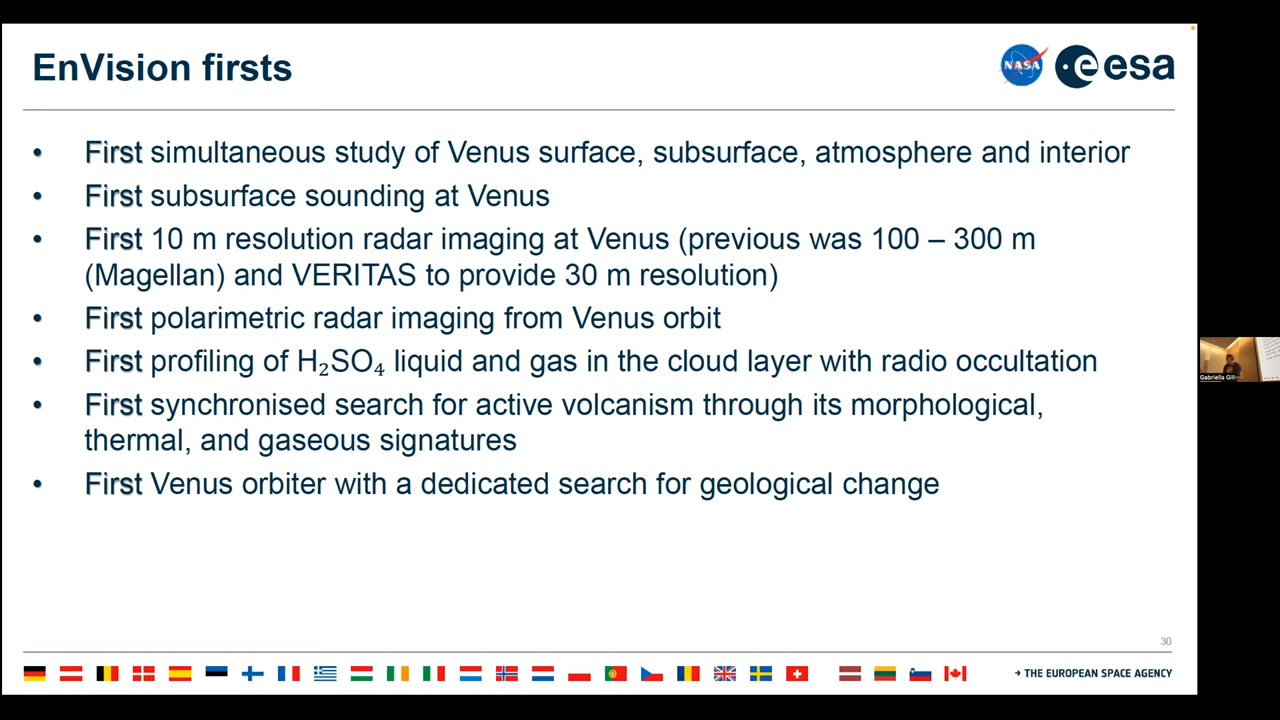 EnVision firsts
NASA
esa
• First simultaneous study of Venus surface, subsurface, atmosphere and interior
• First subsurface sounding at Venus
• First 10 m resolution radar imaging at Venus (previous was 100 – 300 m
(Magellan) and VERITAS to provide 30 m resolution)
• First polarimetric radar imaging from Venus orbit
• First profiling of H₂SO₄ liquid and gas in the cloud layer with radio occultation
• First synchronised search for active volcanism through its morphological,
thermal, and gaseous signatures
• First Venus orbiter with a dedicated search for geological change
Gabriella Gilli
30
→ THE EUROPEAN SPACE AGENCY